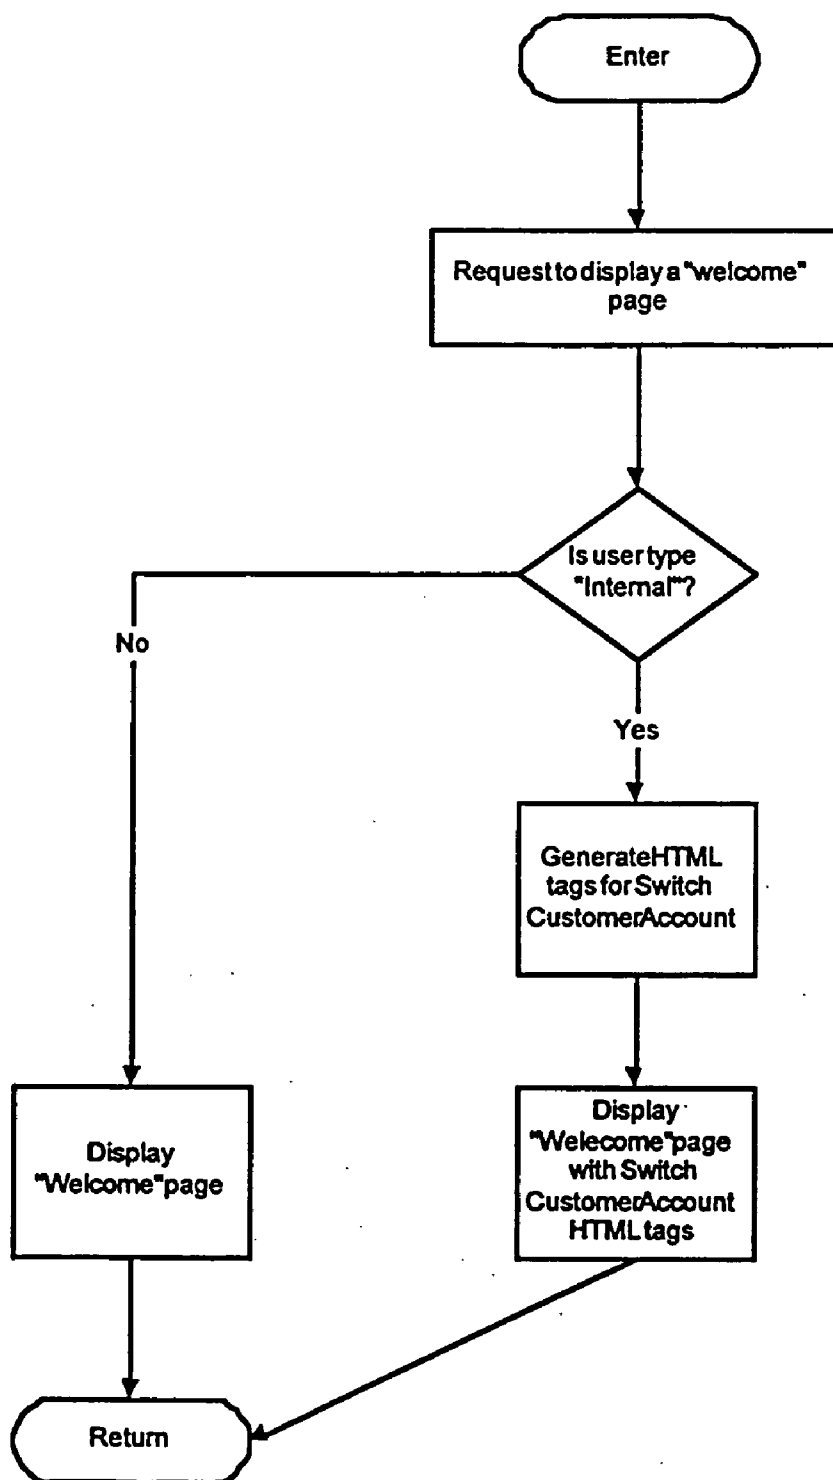 Enter
Request to display a "welcome"
page
Is user type
"Internal"?
No
Yes
Generate HTML
tags for Switch
CustomerAccount
Display
"Welcome" page
Display
"Welecome" page
with Switch
CustomerAccount
HTML tags
Return